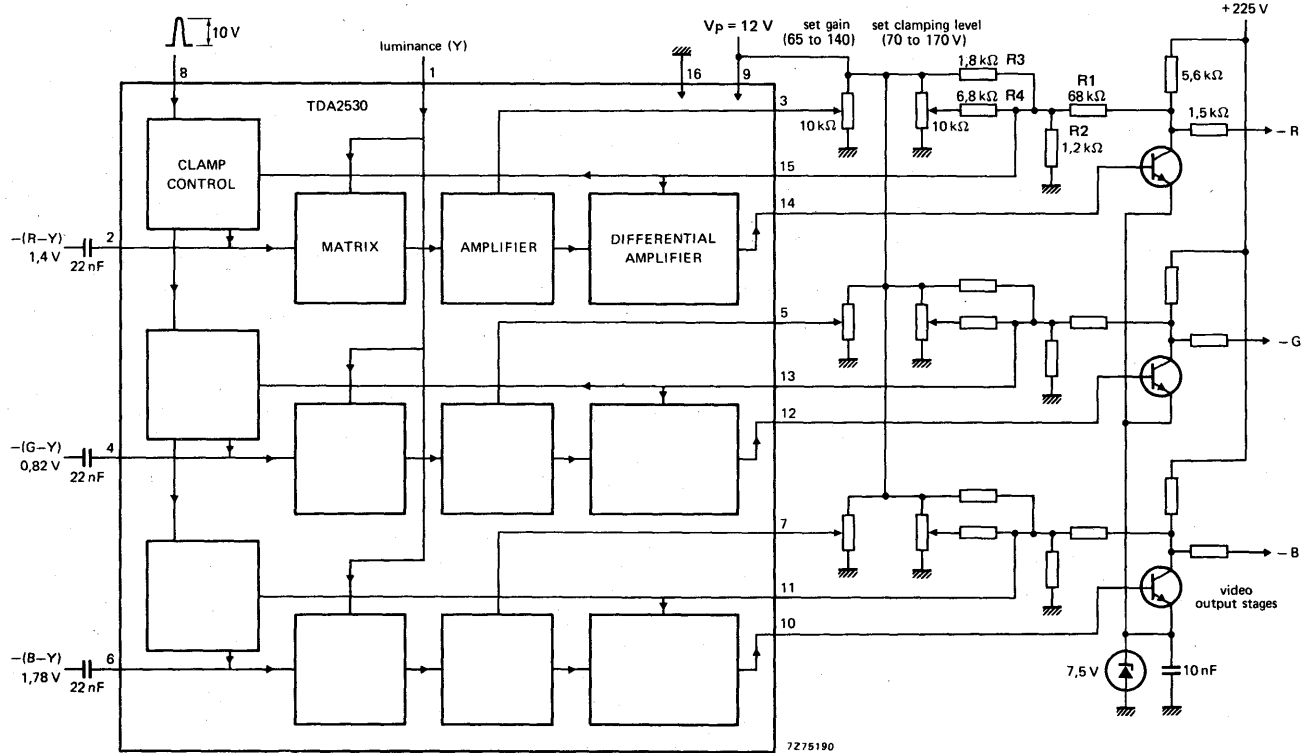 10 V
8
luminance (Y)
1
Vp = 12 V
16
9
set gain
(65 to 140)
set clamping level
(70 to 170 V)
+225 V
TDA2530
3
10 kΩ
10 kΩ
1,8 kΩ R3
6,8 kΩ R4
R1
68 kΩ
R2
1,2 kΩ
5,6 kΩ
1,5 kΩ
−R
CLAMP
CONTROL
15
14
−(R−Y)
1,4 V
2
22 nF
MATRIX
AMPLIFIER
DIFFERENTIAL
AMPLIFIER
5
−G
13
12
−(G−Y)
0,82 V
4
22 nF
7
−B
11
10
video
output stages
−(B−Y)
1,78 V
6
22 nF
7,5 V
10 nF
7Z75190